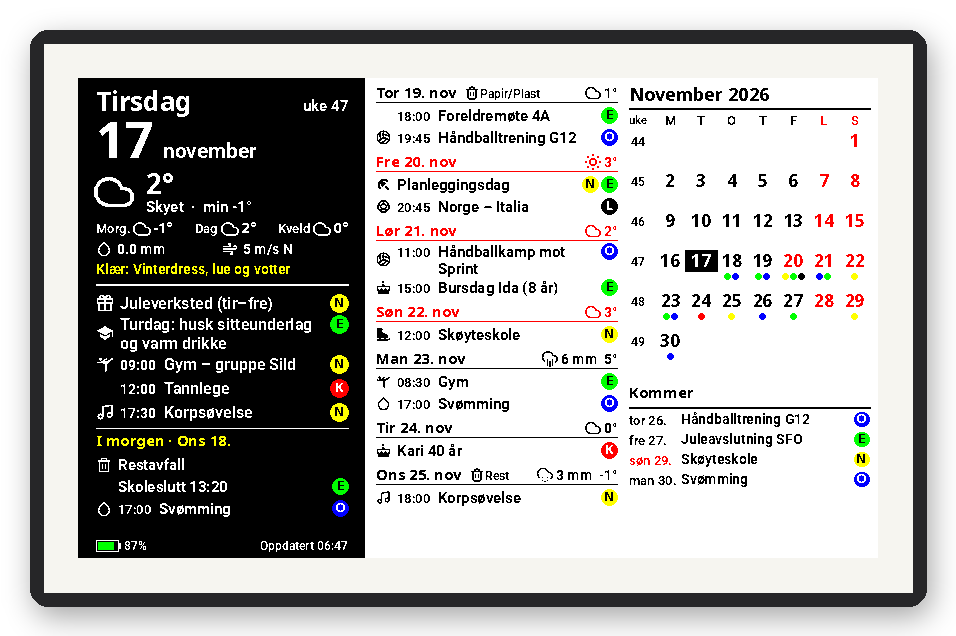 Tirsdag
uke 47
17 november
2°
Skyet · min -1°
Morg. -1° Dag 2° Kveld 0°
0.0 mm 5 m/s N
Klær: Vinterdress, lue og votter
Juleverksted (tir–fre) N
Turdag: husk sitteunderlag E
og varm drikke
09:00 Gym – gruppe Sild N
12:00 Tannlege K
17:30 Korpsøvelse N
I morgen · Ons 18.
Restavfall
Skoleslutt 13:20 E
17:00 Svømming O
87% Oppdatert 06:47
Tor 19. nov Papir/Plast 1°
18:00 Foreldremøte 4A E
19:45 Håndballtrening G12 O
Fre 20. nov 3°
Planleggingsdag N E
20:45 Norge – Italia L
Lør 21. nov 2°
11:00 Håndballkamp mot O
Sprint
15:00 Bursdag Ida (8 år) E
Søn 22. nov 3°
12:00 Skøyteskole N
Man 23. nov 6 mm 5°
08:30 Gym E
17:00 Svømming O
Tir 24. nov 0°
Kari 40 år K
Ons 25. nov Rest 3 mm -1°
18:00 Korpsøvelse N
November 2026
uke M T O T F L S
44 1
45 2 3 4 5 6 7 8
46 9 10 11 12 13 14 15
47 16 17 18 19 20 21 22
48 23 24 25 26 27 28 29
49 30
Kommer
tor 26. Håndballtrening G12 O
fre 27. Juleavslutning SFO E
søn 29. Skøyteskole N
man 30. Svømming O